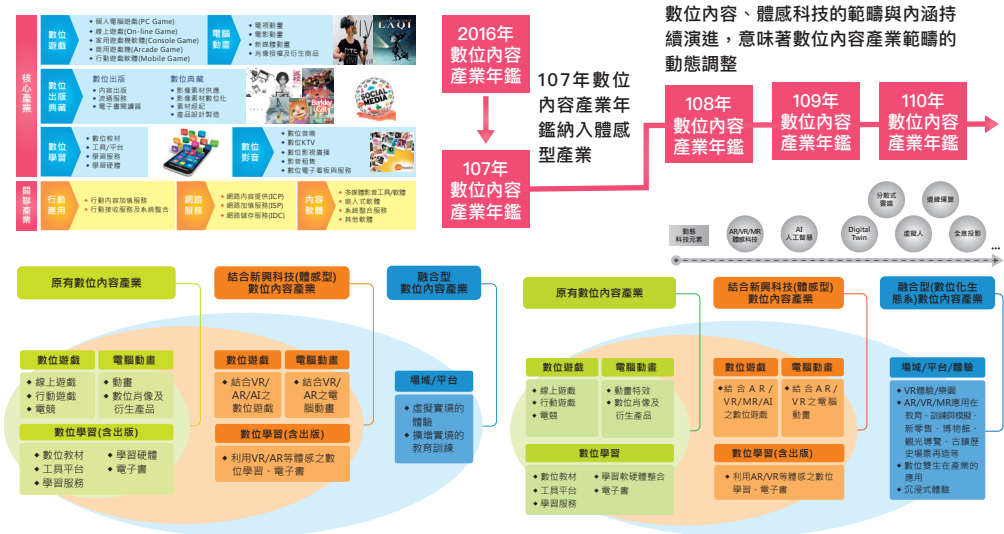 核心產業
數位
遊戲
◆ 個人電腦遊戲(PC Game)
◆ 線上遊戲(On-line Game)
◆ 家用遊戲機軟體(Console Game)
◆ 商用遊戲機(Arcade Game)
◆ 行動遊戲軟體(Mobile Game)
電腦
動畫
◆ 電視動畫
◆ 電影動畫
◆ 新媒體動畫
◆ 肖像授權及衍生商品
LAQI
數位
出版
典藏
數位出版
◆ 內容出版
◆ 流通服務
◆ 電子書閱讀器
數位典藏
◆ 影像素材供應
◆ 影像素材數位化
◆ 素材經紀
◆ 產品設計製造
Barkley
SOCIAL
MEDIA
數位
學習
◆ 數位教材
◆ 工具/平台
◆ 學習服務
◆ 學習硬體
數位
影音
◆ 數位音樂
◆ 數位KTV
◆ 數位影視廣播
◆ 影音租售
◆ 數位電子看板與服務
關聯產業
行動
應用
◆ 行動內容加值服務
◆ 行動接收服務及系統整合
網路
服務
◆ 網路內容提供(ICP)
◆ 網路加值服務(ISP)
◆ 網路儲存服務(IDC)
內容
軟體
◆ 多媒體影音工具/軟體
◆ 嵌入式軟體
◆ 系統整合服務
◆ 其他軟體
2016年
數位內容
產業年鑑
107年
數位內容
產業年鑑
107年數位
內容產業年
鑑納入體感
型產業
數位內容、體感科技的範疇與內涵持
續演進，意味著數位內容產業範疇的
動態調整
108年
數位內容
產業年鑑
109年
數位內容
產業年鑑
110年
數位內容
產業年鑑
動態
科技元素
AR/VR/MR
體感科技
AI
人工智慧
Digital
Twin
分散式
雲端
虛擬人
邊緣運算
全息投影
...
原有數位內容產業
結合新興科技(體感型)
數位內容產業
融合型
數位內容產業
數位遊戲
◆ 線上遊戲
◆ 行動遊戲
◆ 電競
電腦動畫
◆ 動畫
◆ 數位肖像及
衍生產品
數位學習(含出版)
◆ 數位教材
◆ 工具平台
◆ 學習服務
◆ 學習硬體
◆ 電子書
數位遊戲
◆ 結合VR/
AR/AI之
數位遊戲
電腦動畫
◆ 結合VR/
AR之電
腦動畫
數位學習(含出版)
◆ 利用VR/AR等體感之數
位學習、電子書
場域/平台
◆ 虛擬實境的
體驗
◆ 擴增實境的
教育訓練
原有數位內容產業
結合新興科技(體感型)
數位內容產業
融合型(數位化生
態系)數位內容產業
數位遊戲
◆ 線上遊戲
◆ 行動遊戲
◆ 電競
電腦動畫
◆ 動畫特效
◆ 數位肖像及
衍生產品
數位學習
◆ 數位教材
◆ 工具平台
◆ 學習服務
◆ 學習軟硬體整合
◆ 電子書
數位遊戲
◆ 結合AR/
VR/MR/AI
之數位遊戲
電腦動畫
◆ 結合AR/
VR之電腦
動畫
數位學習(含出版)
◆ 利用AR/VR等體感之數位
學習、電子書
場域/平台/體驗
◆ VR體驗/樂園
◆ AR/VR/MR應用在
教育、訓練與模擬、
新零售、博物館、
觀光導覽、古蹟歷
史場景再造等
◆ 數位雙生在產業的
應用
◆ 沉浸式體驗